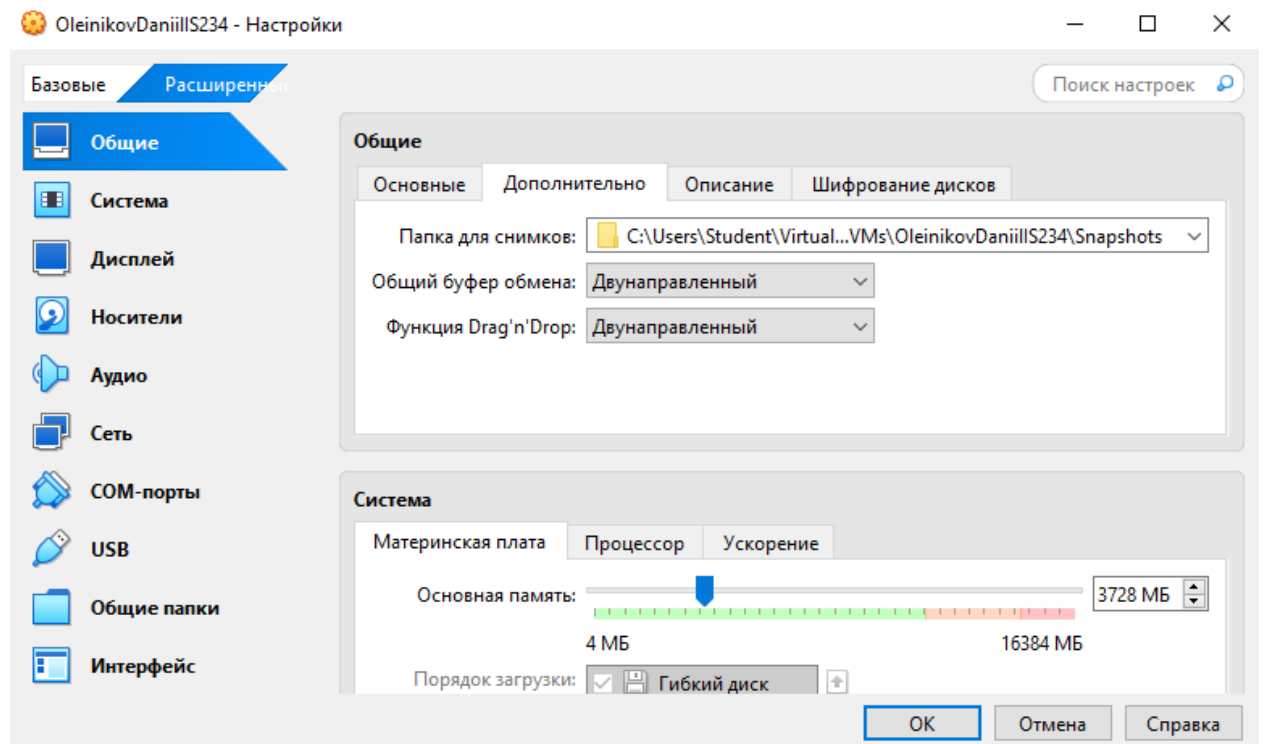 OleinikovDaniilIS234 - Настройки
Базовые Расширенные
Поиск настроек
Общие
Система
Дисплей
Носители
Аудио
Сеть
COM-порты
USB
Общие папки
Интерфейс
Общие
Основные Дополнительно Описание Шифрование дисков
Папка для снимков: C:\Users\Student\Virtual...VMs\OleinikovDaniilIS234\Snapshots
Общий буфер обмена: Двунаправленный
Функция Drag'n'Drop: Двунаправленный
Система
Материнская плата Процессор Ускорение
Основная память: 3728 МБ
4 МБ 16384 МБ
Порядок загрузки: Гибкий диск
OK Отмена Справка